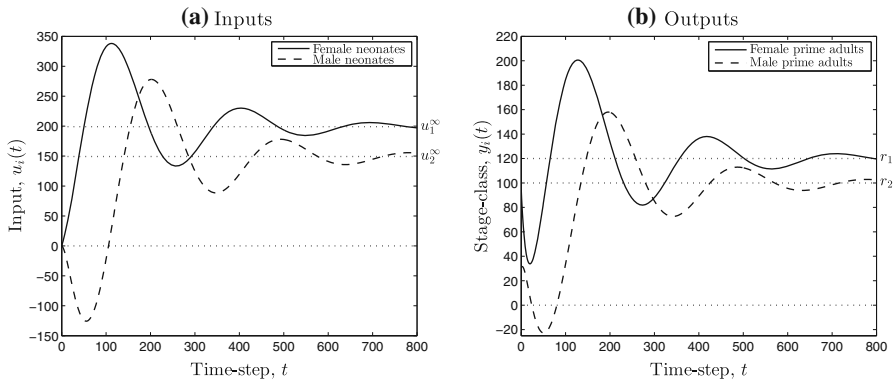 (a) Inputs
350
300
250
200
150
100
50
0
−50
−100
−150
Input, u_i(t)
Female neonates
Male neonates
u_1^∞
u_2^∞
0 100 200 300 400 500 600 700 800
Time-step, t
(b) Outputs
220
200
180
160
140
120
100
80
60
40
20
0
−20
Stage-class, y_i(t)
Female prime adults
Male prime adults
r_1
r_2
0 100 200 300 400 500 600 700 800
Time-step, t